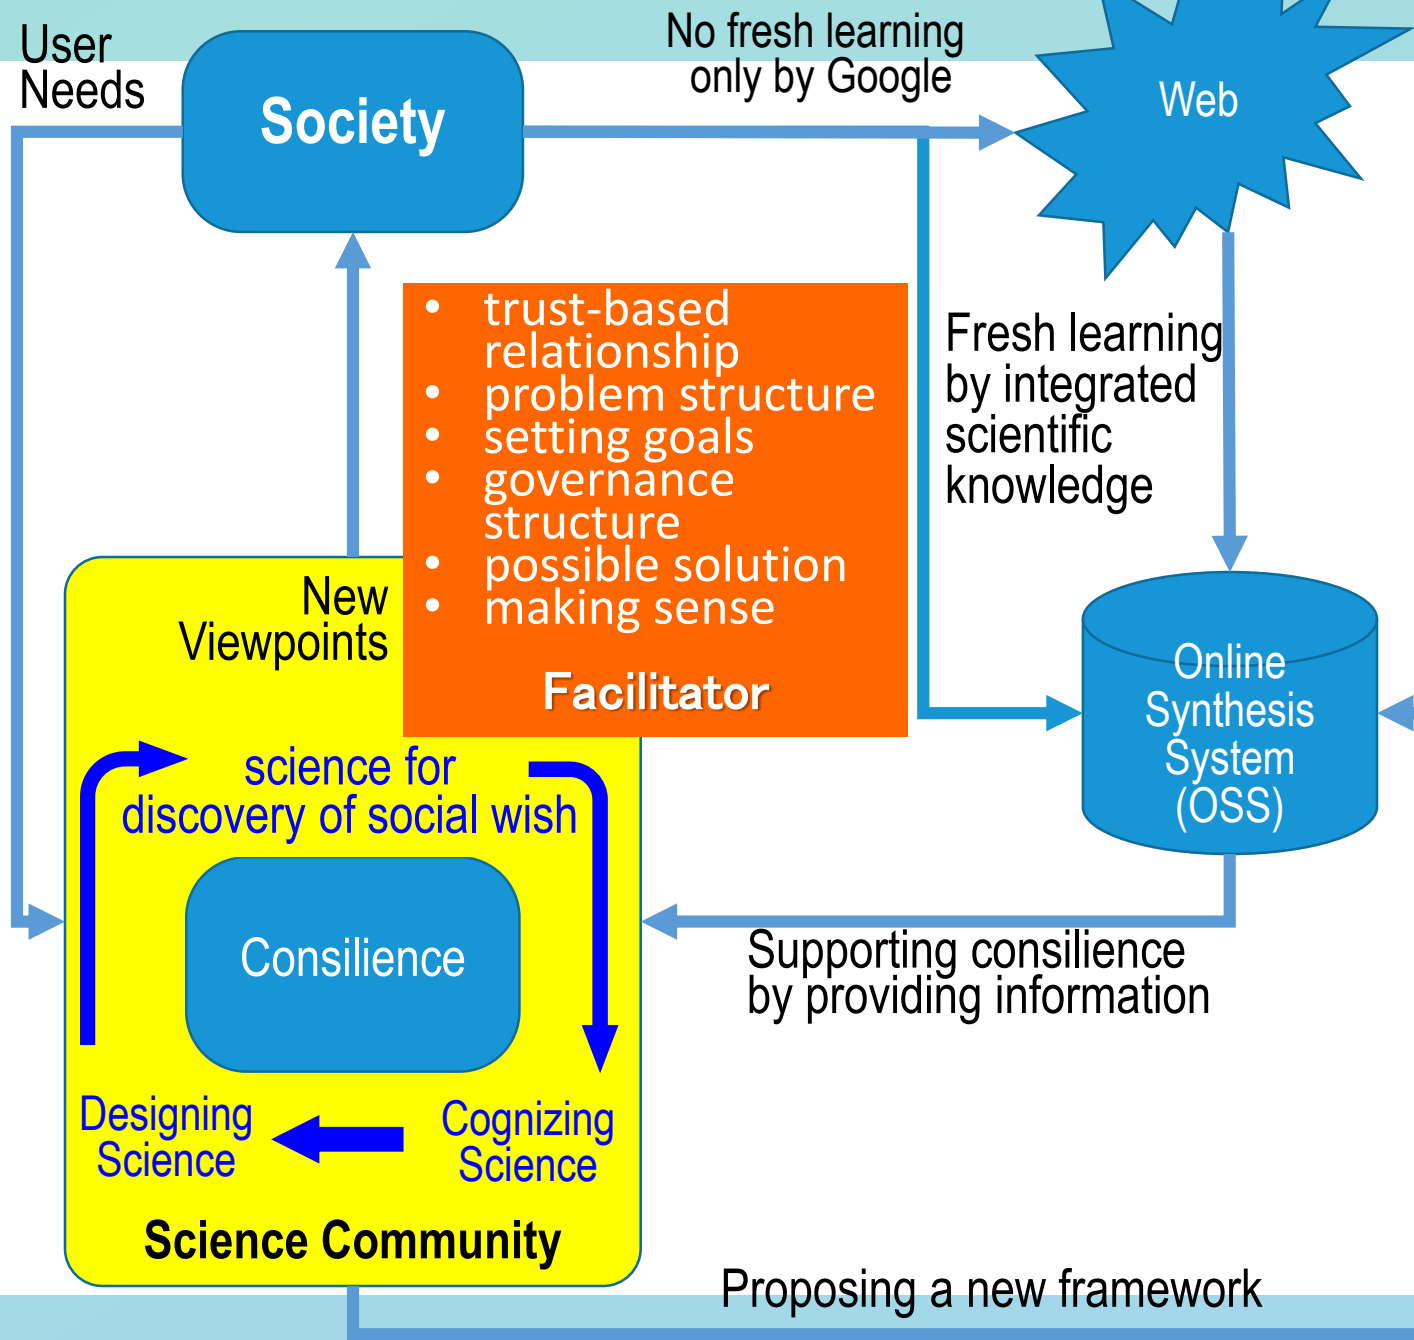 User
Needs
Society
No fresh learning
only by Google
Web
• trust-based
relationship
• problem structure
• setting goals
• governance
structure
• possible solution
• making sense
Facilitator
Fresh learning
by integrated
scientific
knowledge
New
Viewpoints
Online
Synthesis
System
(OSS)
science for
discovery of social wish
Consilience
Supporting consilience
by providing information
Designing
Science
Cognizing
Science
Science Community
Proposing a new framework